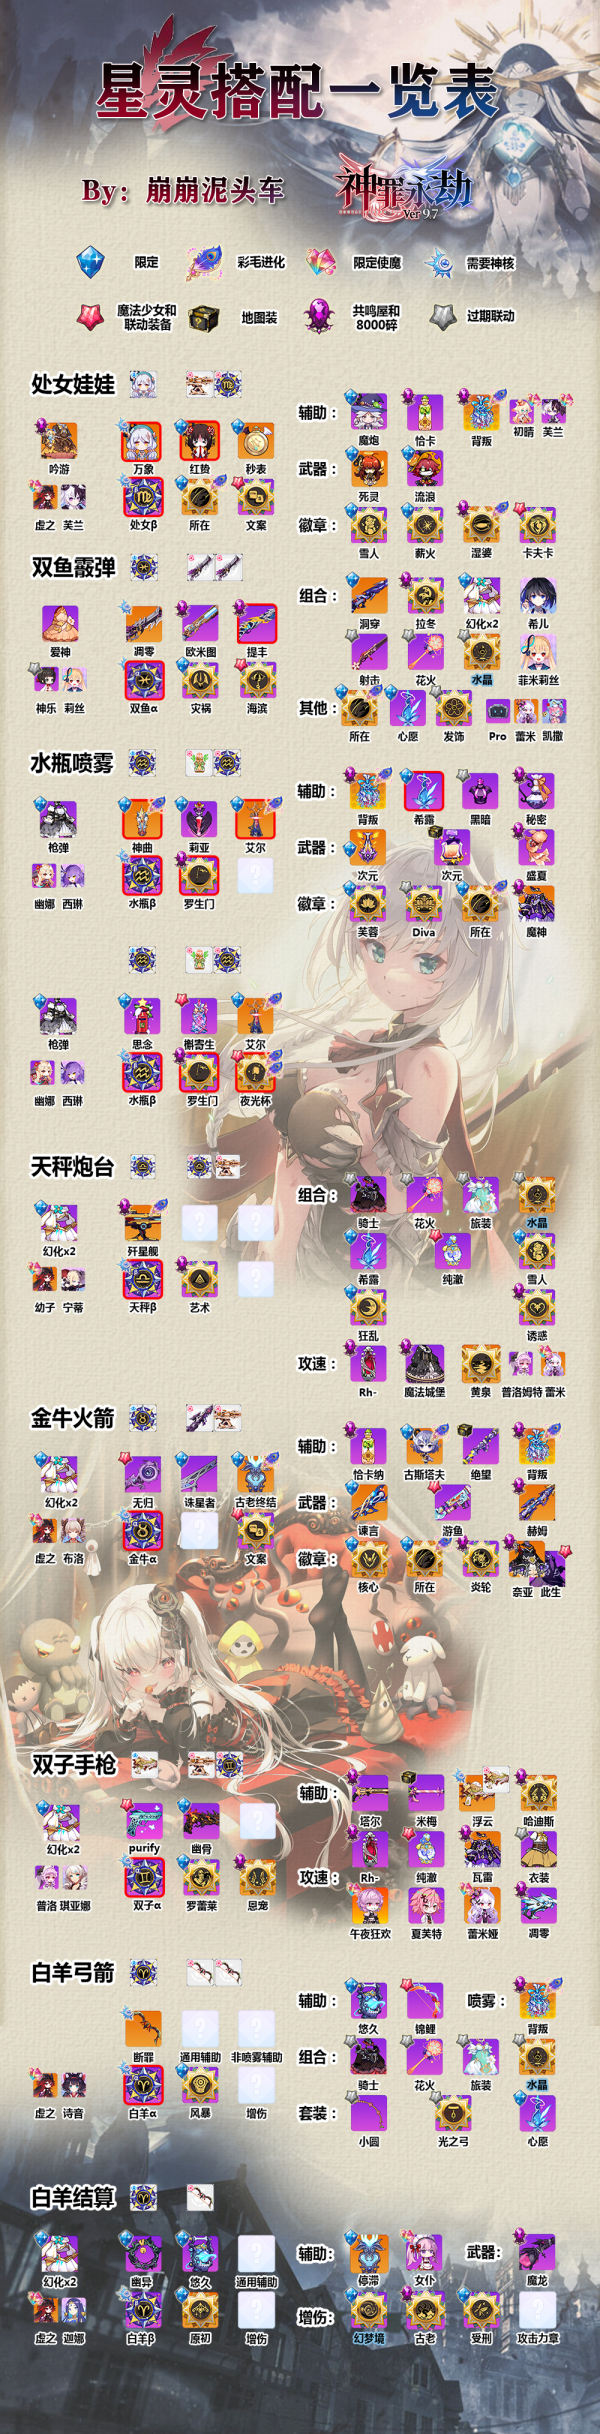 星灵搭配一览表
By：崩崩泥头车
神罪永劫
Ver 9.7
限定
彩毛进化
限定使魔
需要神核
魔法少女和
联动装备
地图装
共鸣屋和
8000碎
过期联动
处女娃娃
吟游
万象
红蛰
秒表
虚之
芙兰
处女β
所在
文案
辅助：
魔炮
恰卡
背叛
初晴
芙兰
武器：
死灵
流浪
徽章：
雪人
薪火
湿婆
卡夫卡
双鱼霰弹
爱神
凋零
欧米图
提丰
神乐
莉丝
双鱼α
灾祸
海滨
组合：
洞穿
拉冬
幻化x2
希儿
射击
花火
水晶
菲米莉丝
其他：
所在
心愿
发饰
Pro
蕾米
凯撒
水瓶喷雾
枪弹
神曲
莉亚
艾尔
幽娜
西琳
水瓶β
罗生门
辅助：
背叛
希露
黑暗
秘密
武器：
次元
次元
盛夏
徽章：
芙蓉
Diva
所在
魔神
枪弹
思念
槲寄生
艾尔
幽娜
西琳
水瓶β
罗生门
夜光杯
天秤炮台
幻化x2
歼星舰
幼子
宁蒂
天秤β
艺术
组合：
骑士
花火
旅装
水晶
希露
纯澈
雪人
狂乱
诱惑
攻速：
Rh-
魔法城堡
黄泉
普洛姆特
蕾米
金牛火箭
幻化x2
无归
诛星者
古老终结
虚之
布洛
金牛α
文案
辅助：
恰卡纳
古斯塔夫
绝望
背叛
武器：
谏言
游鱼
赫姆
徽章：
核心
所在
炎轮
奈亚
此生
双子手枪
幻化x2
purify
幽骨
普洛
琪亚娜
双子α
罗蕾莱
恩宠
辅助：
塔尔
米梅
浮云
哈迪斯
攻速：
Rh-
纯澈
瓦雷
衣装
午夜狂欢
夏芙特
蕾米娅
凋零
白羊弓箭
断罪
通用辅助
非喷雾辅助
虚之
诗音
白羊α
风暴
增伤
辅助：
悠久
锦鲤
喷雾：
背叛
组合：
骑士
花火
旅装
水晶
套装：
小圆
光之弓
心愿
白羊结算
幻化x2
幽异
悠久
通用辅助
虚之
迦娜
白羊β
原初
增伤
辅助：
停滞
女仆
武器：
魔龙
增伤：
幻梦境
古老
受刑
攻击力章